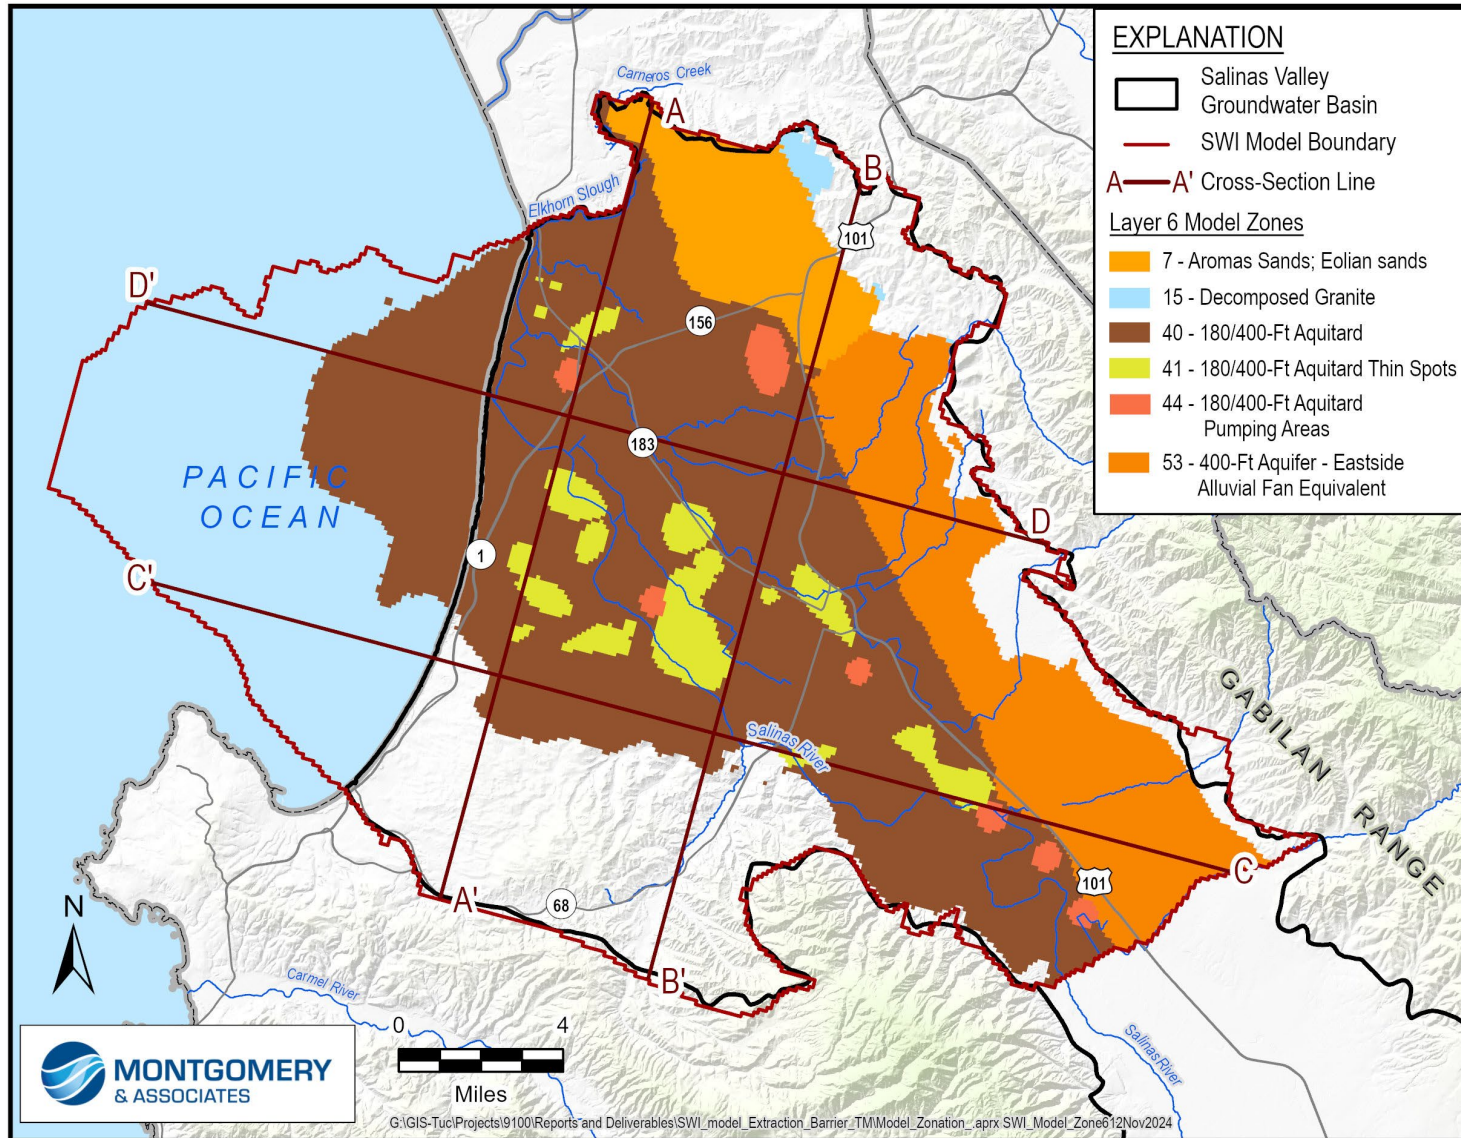 EXPLANATION
Salinas Valley
Groundwater Basin
SWI Model Boundary
A A' Cross-Section Line
Layer 6 Model Zones
7 - Aromas Sands; Eolian sands
15 - Decomposed Granite
40 - 180/400-Ft Aquitard
41 - 180/400-Ft Aquitard Thin Spots
44 - 180/400-Ft Aquitard
Pumping Areas
53 - 400-Ft Aquifer - Eastside
Alluvial Fan Equivalent
Carneros Creek
A
B
Elkhorn Slough
101
D'
156
183
PACIFIC
OCEAN
D
1
C'
GABILAN
RANGE
Salinas River
C
101
A'
68
B'
N
Carmel River
Salinas River
0 4
Miles
MONTGOMERY
& ASSOCIATES
G:\GIS-Tuc\Projects\9100\Reports and Deliverables\SWI_model_Extraction_Barrier_TM\Model_Zonation_.aprx SWI_Model_Zone612Nov2024